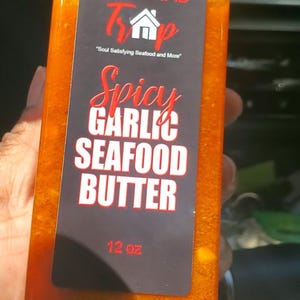 Trap
"Soul Satisfying Seafood and More"
Spicy
GARLIC
SEAFOOD
BUTTER
12 oz